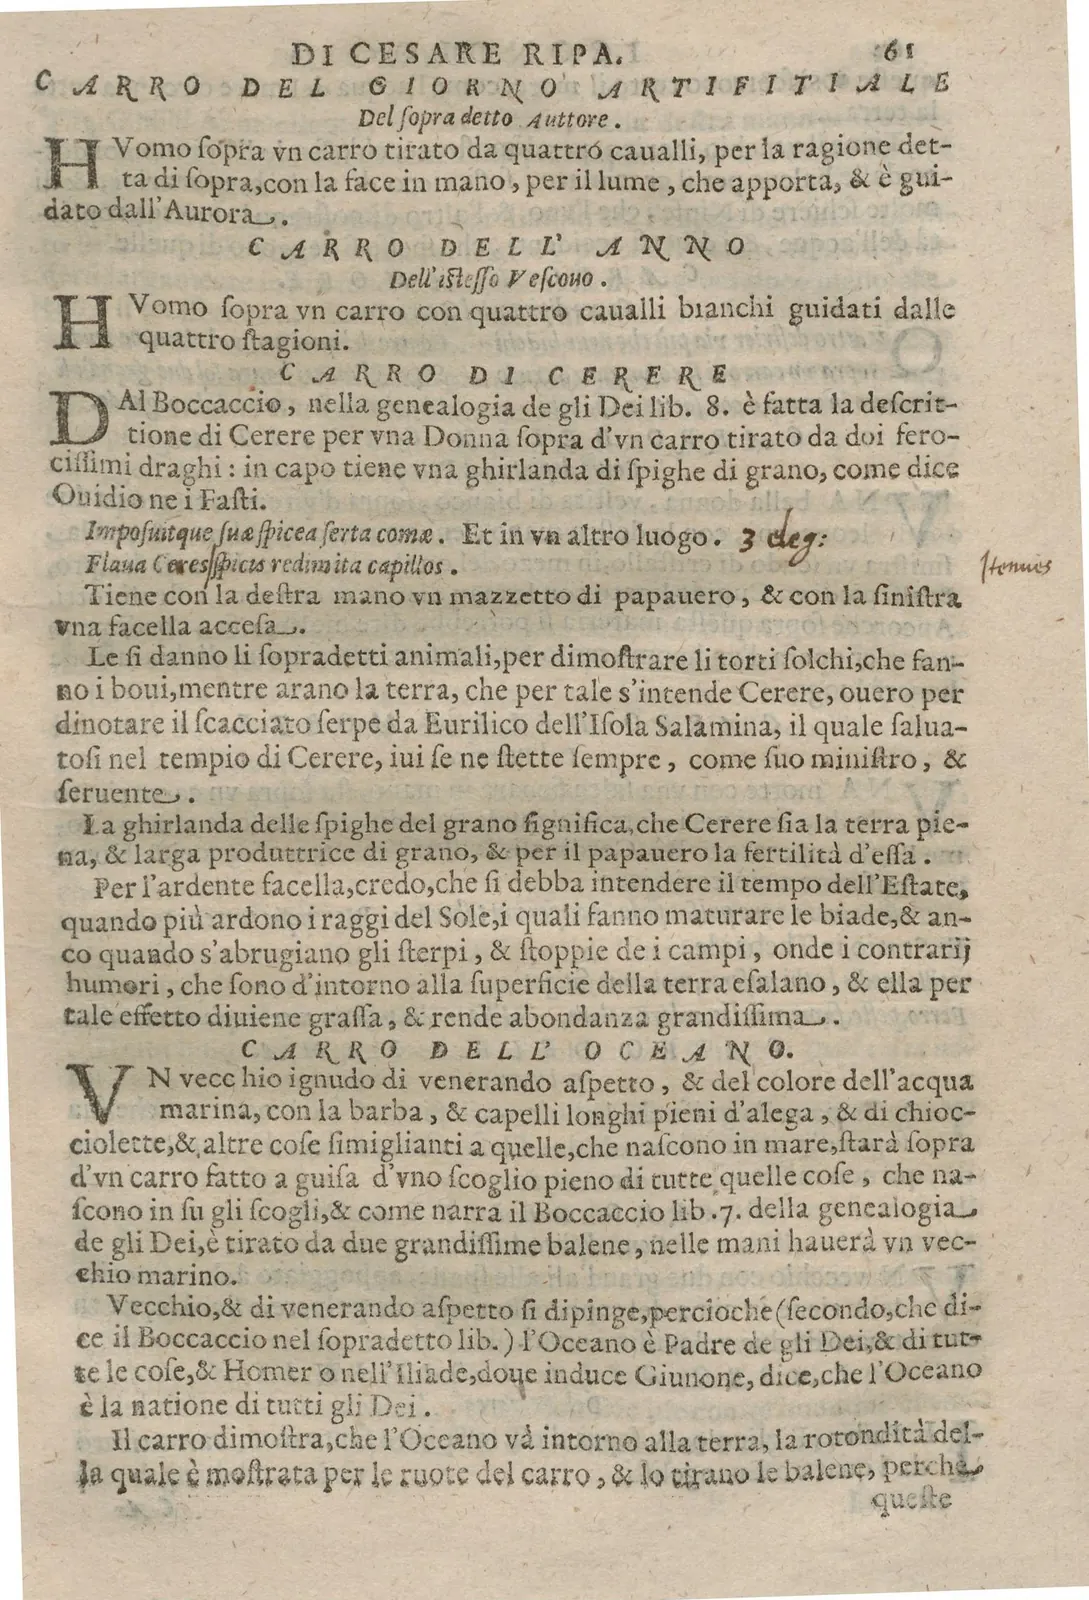 DI CESARE RIPA. 61
CARRO DEL GIORNO ARTIFITIALE
Del ſopra detto Auttore.
HVomo ſopra vn carro tirato da quattro caualli, per la ragione det-
ta di ſopra,con la face in mano, per il lume, che apporta, & è gui-
dato dall'Aurora.
CARRO DELL' ANNO
Dell'isteſſo Veſcouo.
HVomo ſopra vn carro con quattro caualli bianchi guidati dalle
quattro ſtagioni.
CARRO DI CERERE
DAl Boccaccio, nella genealogia de gli Dei lib. 8. è fatta la deſcrit-
tione di Cerere per vna Donna ſopra d'vn carro tirato da doi fero-
ciſſimi draghi: in capo tiene vna ghirlanda di ſpighe di grano, come dice
Ouidio ne i Faſti.
Impoſuitque ſuæ ſpicea ſerta comæ. Et in vn altro luogo. 3 deg:
Flaua Ceres ſpicis redimita capillos.
Tiene con la deſtra mano vn mazzetto di papauero, & con la ſiniſtra
vna facella acceſa.
Le ſi danno li ſopradetti animali,per dimoſtrare li torti ſolchi,che fan-
no i boui,mentre arano la terra, che per tale s'intende Cerere, ouero per
dinotare il ſcacciato ſerpe da Eurilico dell'Iſola Salamina, il quale ſalua-
toſi nel tempio di Cerere, iui ſe ne ſtette ſempre, come ſuo miniſtro, &
ſeruente.
La ghirlanda delle ſpighe del grano ſignifica,che Cerere ſia la terra pie-
na, & larga produttrice di grano, & per il papauero la fertilità d'eſſa.
Per l'ardente facella,credo,che ſi debba intendere il tempo dell'Eſtate,
quando più ardono i raggi del Sole,i quali fanno maturare le biade,& an-
co quando s'abrugiano gli ſterpi, & ſtoppie de i campi, onde i contrarij
humori, che ſono d'intorno alla ſuperficie della terra eſalano, & ella per
tale effetto diuiene graſſa, & rende abondanza grandiſſima.
CARRO DELL' OCEANO.
VN vecchio ignudo di venerando aſpetto, & del colore dell'acqua
marina, con la barba, & capelli longhi pieni d'alega, & di chioc-
ciolette,& altre coſe ſimiglianti a quelle,che naſcono in mare,ſtarà ſopra
d'vn carro fatto a guiſa d'vno ſcoglio pieno di tutte quelle coſe, che na-
ſcono in ſu gli ſcogli,& come narra il Boccaccio lib.7. della genealogia
de gli Dei,è tirato da due grandiſſime balene, nelle mani hauerà vn vec-
chio marino.
Vecchio,& di venerando aſpetto ſi dipinge,percioche (ſecondo,che di-
ce il Boccaccio nel ſopradetto lib.) l'Oceano è Padre de gli Dei,& di tut-
te le coſe,& Homero nell'Iliade,doue induce Giunone, dice,che l'Oceano
è la natione di tutti gli Dei.
Il carro dimoſtra,che l'Oceano và intorno alla terra, la rotondità del-
la quale è moſtrata per le ruote del carro, & lo tirano le balene, perche
queſte